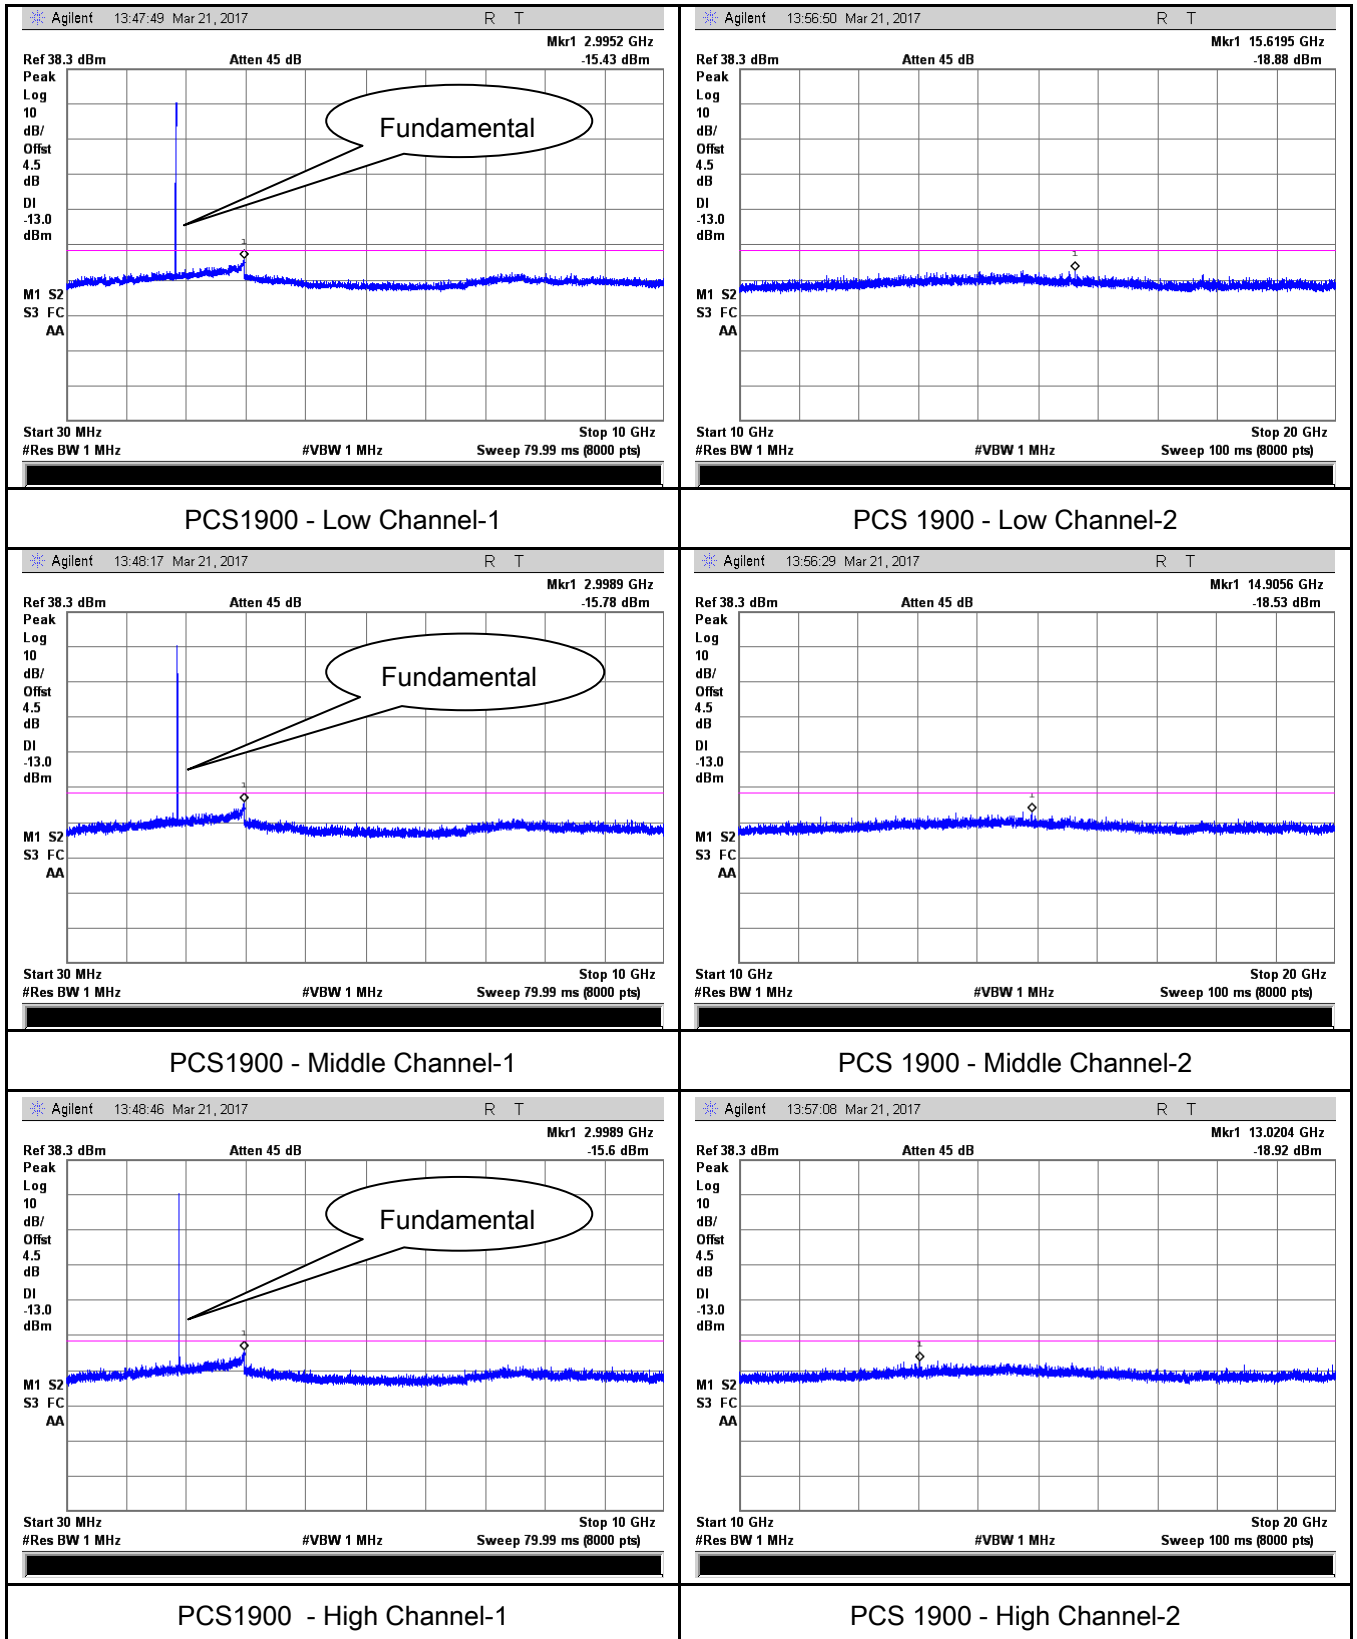 Agilent 13:47:49 Mar 21, 2017 R T
Mkr1 2.9952 GHz
Ref 38.3 dBm Atten 45 dB -15.43 dBm
Peak
Log
10
dB/
Offst
4.5
dB
DI
-13.0
dBm
Fundamental
1
M1 S2
S3 FC
AA
Start 30 MHz Stop 10 GHz
#Res BW 1 MHz #VBW 1 MHz Sweep 79.99 ms (8000 pts)
PCS1900 - Low Channel-1
Agilent 13:56:50 Mar 21, 2017 R T
Mkr1 15.6195 GHz
Ref 38.3 dBm Atten 45 dB -18.88 dBm
Peak
Log
10
dB/
Offst
4.5
dB
DI
-13.0
dBm
1
M1 S2
S3 FC
AA
Start 10 GHz Stop 20 GHz
#Res BW 1 MHz #VBW 1 MHz Sweep 100 ms (8000 pts)
PCS 1900 - Low Channel-2
Agilent 13:48:17 Mar 21, 2017 R T
Mkr1 2.9989 GHz
Ref 38.3 dBm Atten 45 dB -15.78 dBm
Peak
Log
10
dB/
Offst
4.5
dB
DI
-13.0
dBm
Fundamental
1
M1 S2
S3 FC
AA
Start 30 MHz Stop 10 GHz
#Res BW 1 MHz #VBW 1 MHz Sweep 79.99 ms (8000 pts)
PCS1900 - Middle Channel-1
Agilent 13:56:29 Mar 21, 2017 R T
Mkr1 14.9056 GHz
Ref 38.3 dBm Atten 45 dB -18.53 dBm
Peak
Log
10
dB/
Offst
4.5
dB
DI
-13.0
dBm
1
M1 S2
S3 FC
AA
Start 10 GHz Stop 20 GHz
#Res BW 1 MHz #VBW 1 MHz Sweep 100 ms (8000 pts)
PCS 1900 - Middle Channel-2
Agilent 13:48:46 Mar 21, 2017 R T
Mkr1 2.9989 GHz
Ref 38.3 dBm Atten 45 dB -15.6 dBm
Peak
Log
10
dB/
Offst
4.5
dB
DI
-13.0
dBm
Fundamental
1
M1 S2
S3 FC
AA
Start 30 MHz Stop 10 GHz
#Res BW 1 MHz #VBW 1 MHz Sweep 79.99 ms (8000 pts)
PCS1900 - High Channel-1
Agilent 13:57:08 Mar 21, 2017 R T
Mkr1 13.0204 GHz
Ref 38.3 dBm Atten 45 dB -18.92 dBm
Peak
Log
10
dB/
Offst
4.5
dB
DI
-13.0
dBm
1
M1 S2
S3 FC
AA
Start 10 GHz Stop 20 GHz
#Res BW 1 MHz #VBW 1 MHz Sweep 100 ms (8000 pts)
PCS 1900 - High Channel-2